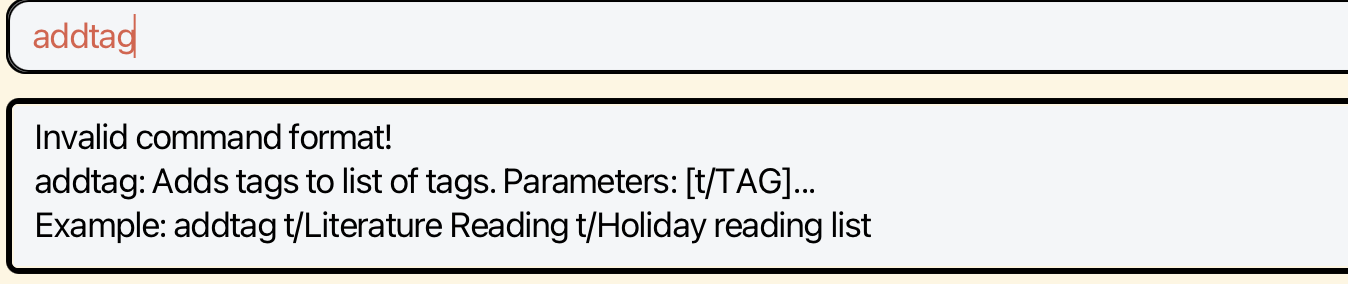 addtag
Invalid command format!
addtag: Adds tags to list of tags. Parameters: [t/TAG]...
Example: addtag t/Literature Reading t/Holiday reading list